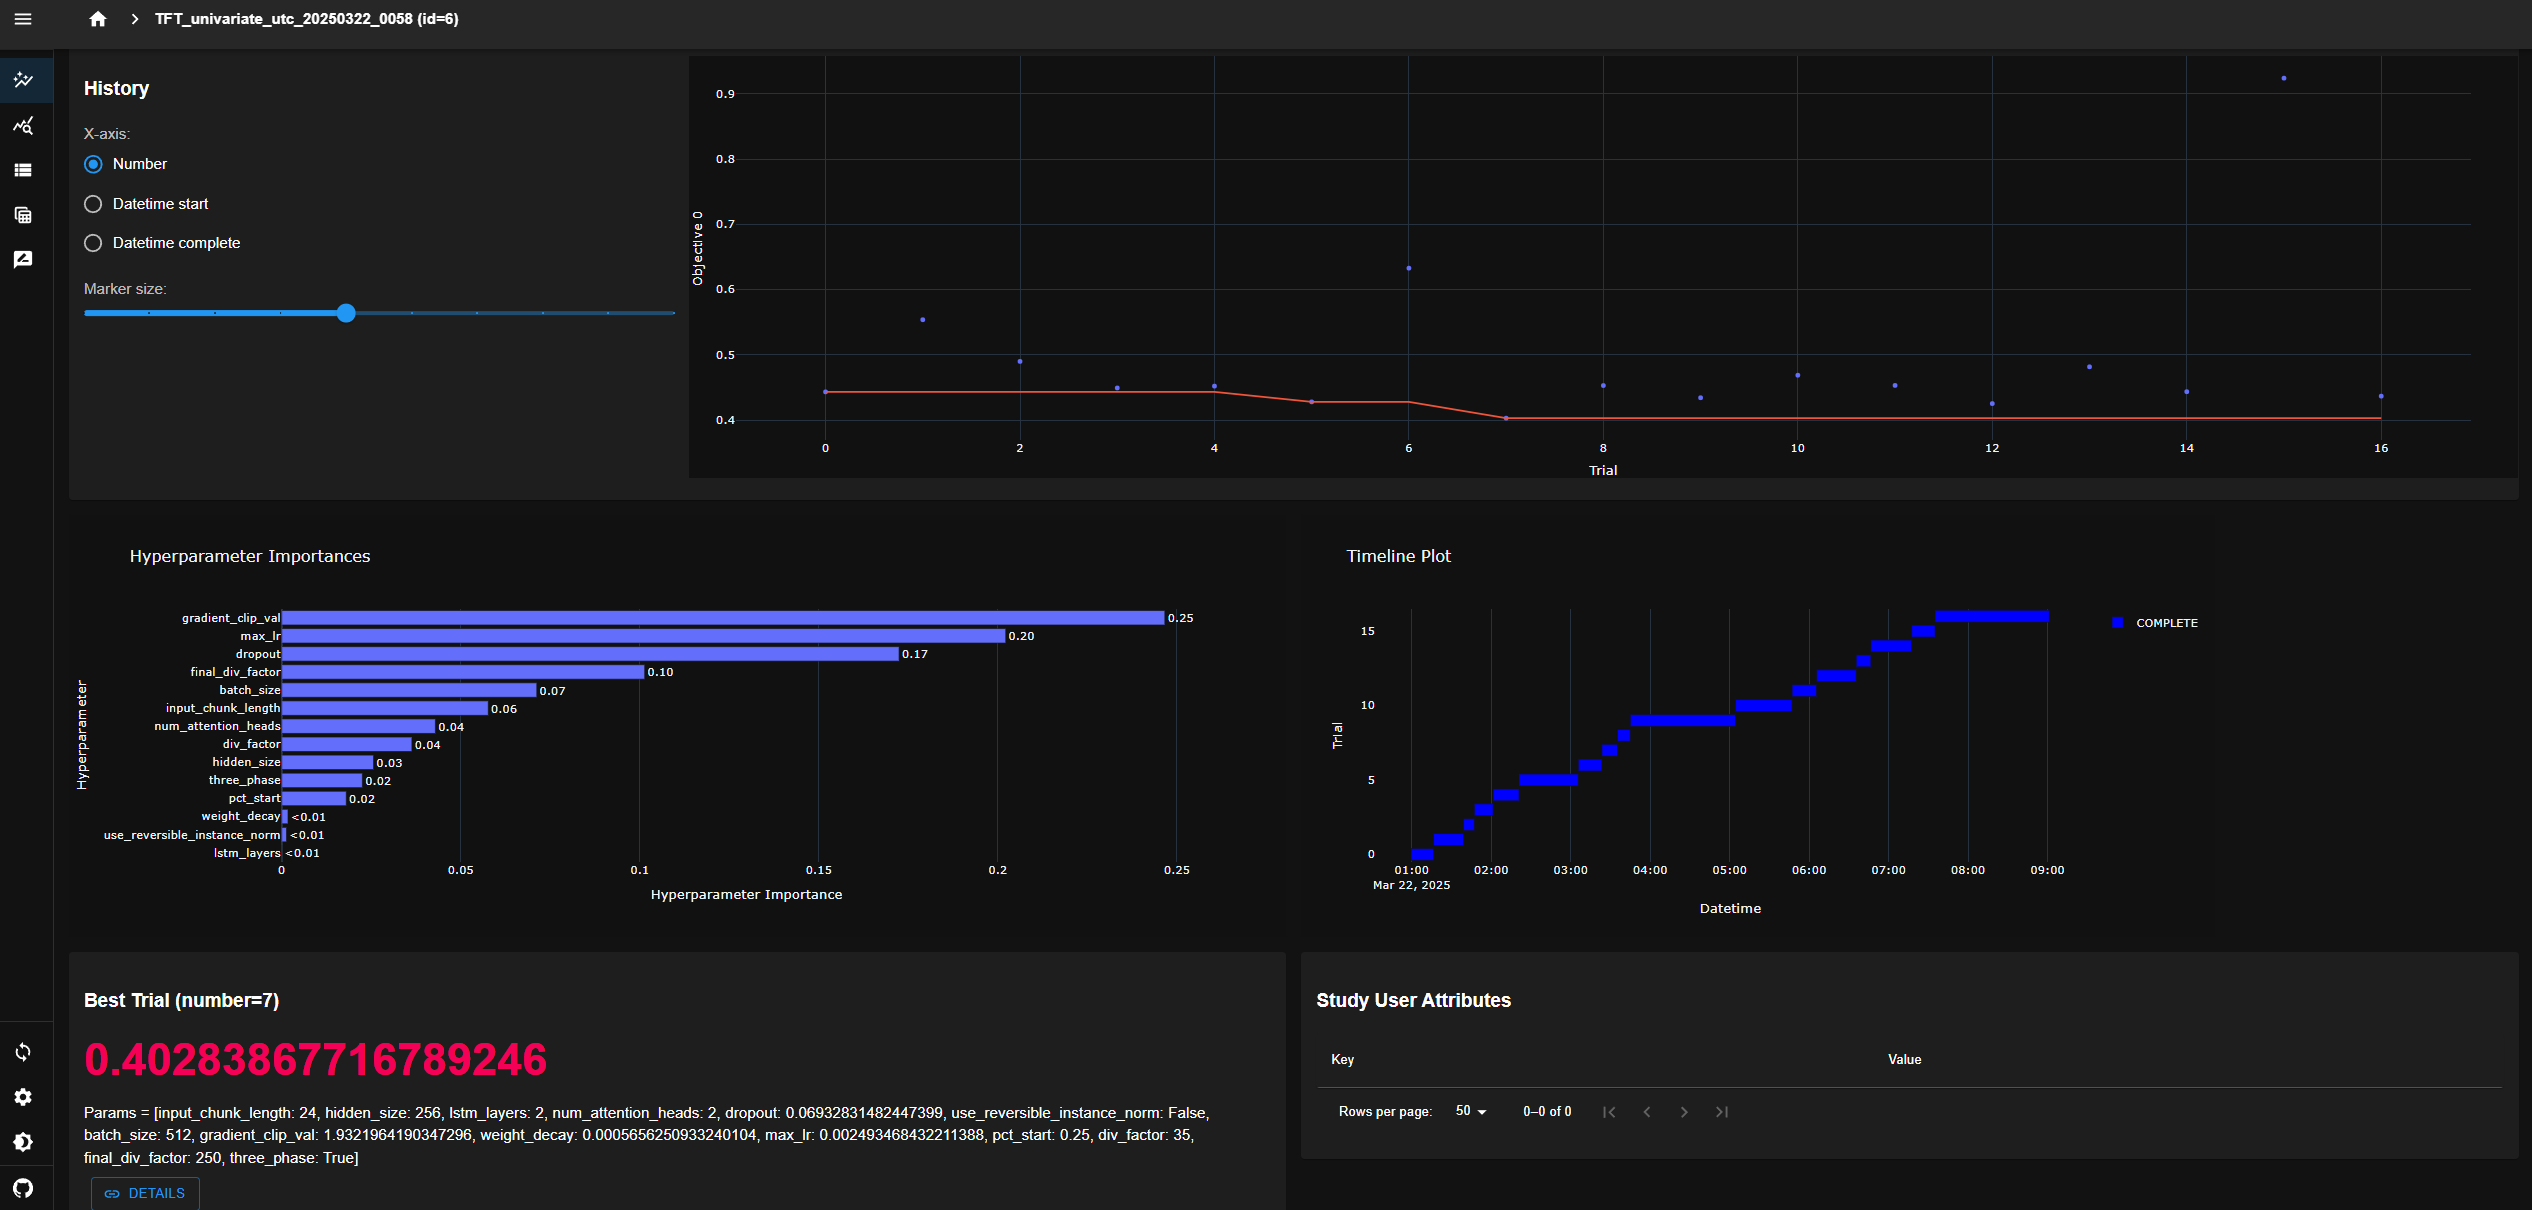 TFT_univariate_utc_20250322_0058 (id=6)
History
X-axis:
Number
Datetime start
Datetime complete
Marker size:
Objective 0
0.9
0.8
0.7
0.6
0.5
0.4
0
2
4
6
8
10
12
14
16
Trial
Hyperparameter Importances
Hyperparameter
gradient_clip_val 0.25
max_lr 0.20
dropout 0.17
final_div_factor 0.10
batch_size 0.07
input_chunk_length 0.06
num_attention_heads 0.04
div_factor 0.04
hidden_size 0.03
three_phase 0.02
pct_start 0.02
weight_decay <0.01
use_reversible_instance_norm <0.01
lstm_layers <0.01
0
0.05
0.1
0.15
0.2
0.25
Hyperparameter Importance
Timeline Plot
Trial
15
10
5
0
01:00
02:00
03:00
04:00
05:00
06:00
07:00
08:00
09:00
Mar 22, 2025
Datetime
COMPLETE
Best Trial (number=7)
0.40283867716789246
Params = [input_chunk_length: 24, hidden_size: 256, lstm_layers: 2, num_attention_heads: 2, dropout: 0.06932831482447399, use_reversible_instance_norm: False,
batch_size: 512, gradient_clip_val: 1.9321964190347296, weight_decay: 0.0005656250933240104, max_lr: 0.002493468432211388, pct_start: 0.25, div_factor: 35,
final_div_factor: 250, three_phase: True]
DETAILS
Study User Attributes
Key
Value
Rows per page: 50
0–0 of 0